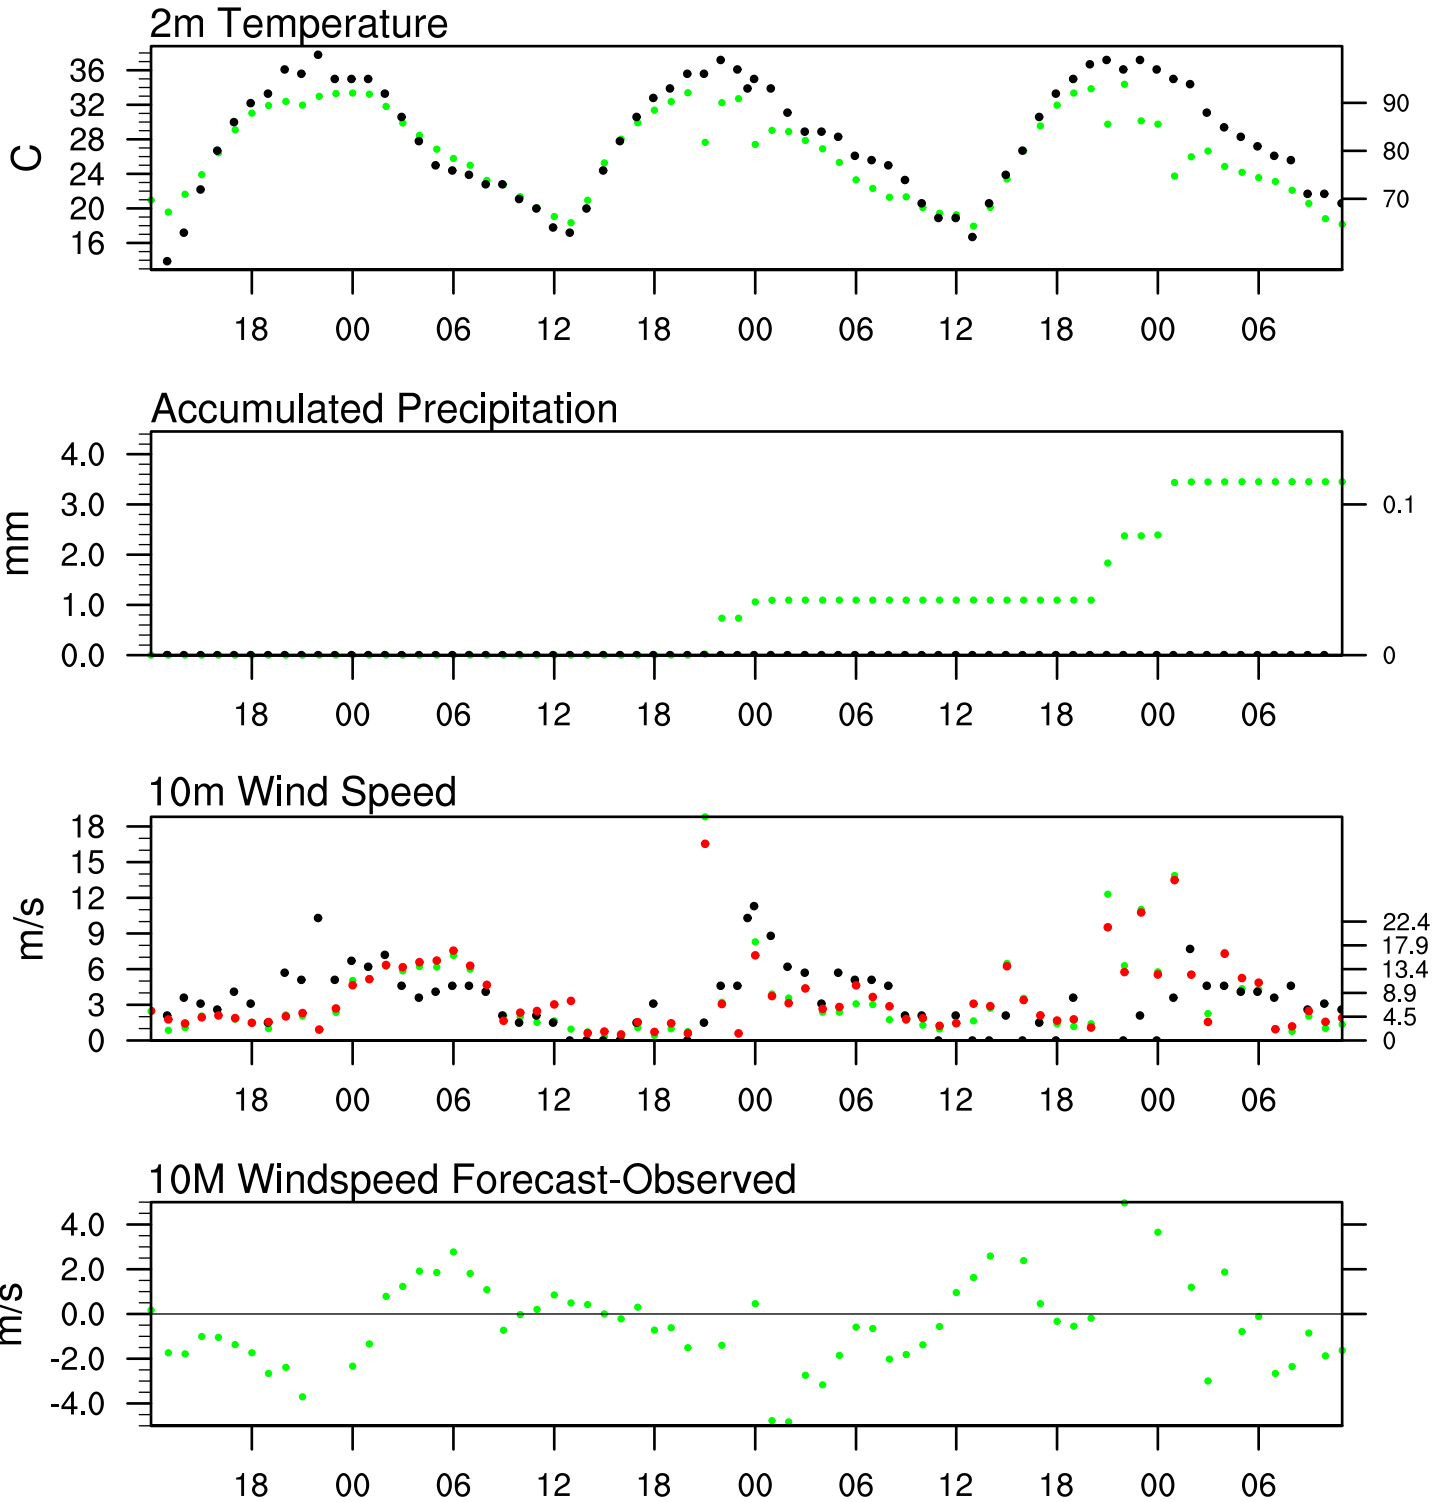 2m Temperature
36
32
28
24
20
16
C
90
80
70
18 00 06 12 18 00 06 12 18 00 06
Accumulated Precipitation
4.0
3.0
2.0
1.0
0.0
mm
0.1
0
18 00 06 12 18 00 06 12 18 00 06
10m Wind Speed
18
15
12
9
6
3
0
m/s
22.4
17.9
13.4
8.9
4.5
0
18 00 06 12 18 00 06 12 18 00 06
10M Windspeed Forecast-Observed
4.0
2.0
0.0
-2.0
-4.0
m/s
18 00 06 12 18 00 06 12 18 00 06